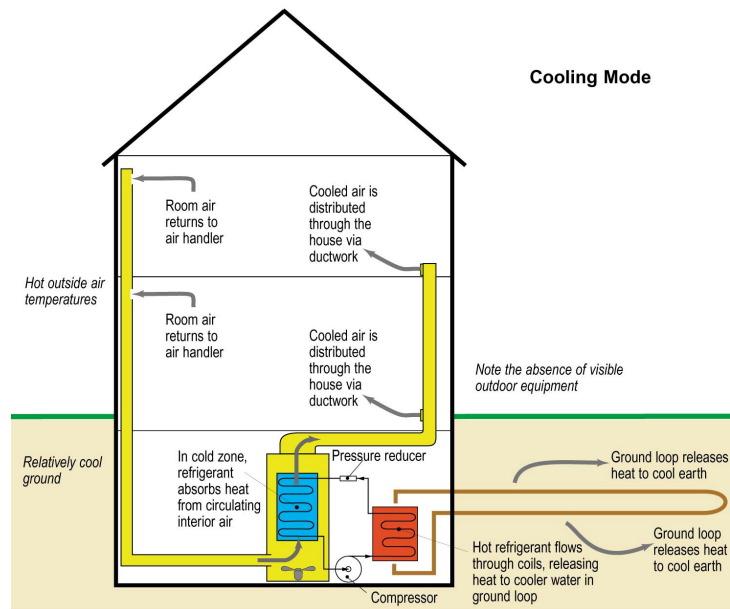 Cooling Mode
Room air
returns to
air handler
Cooled air is
distributed
through the
house via
ductwork
Hot outside air
temperatures
Room air
returns to
air handler
Cooled air is
distributed
through the
house via
ductwork
Note the absence of visible
outdoor equipment
Relatively cool
ground
In cold zone,
refrigerant
absorbs heat
from circulating
interior air
Pressure reducer
Ground loop releases
heat to cool earth
Ground loop
releases heat to
cool earth
Hot refrigerant flows
through coils, releasing
heat to cooler water in
ground loop
Compressor